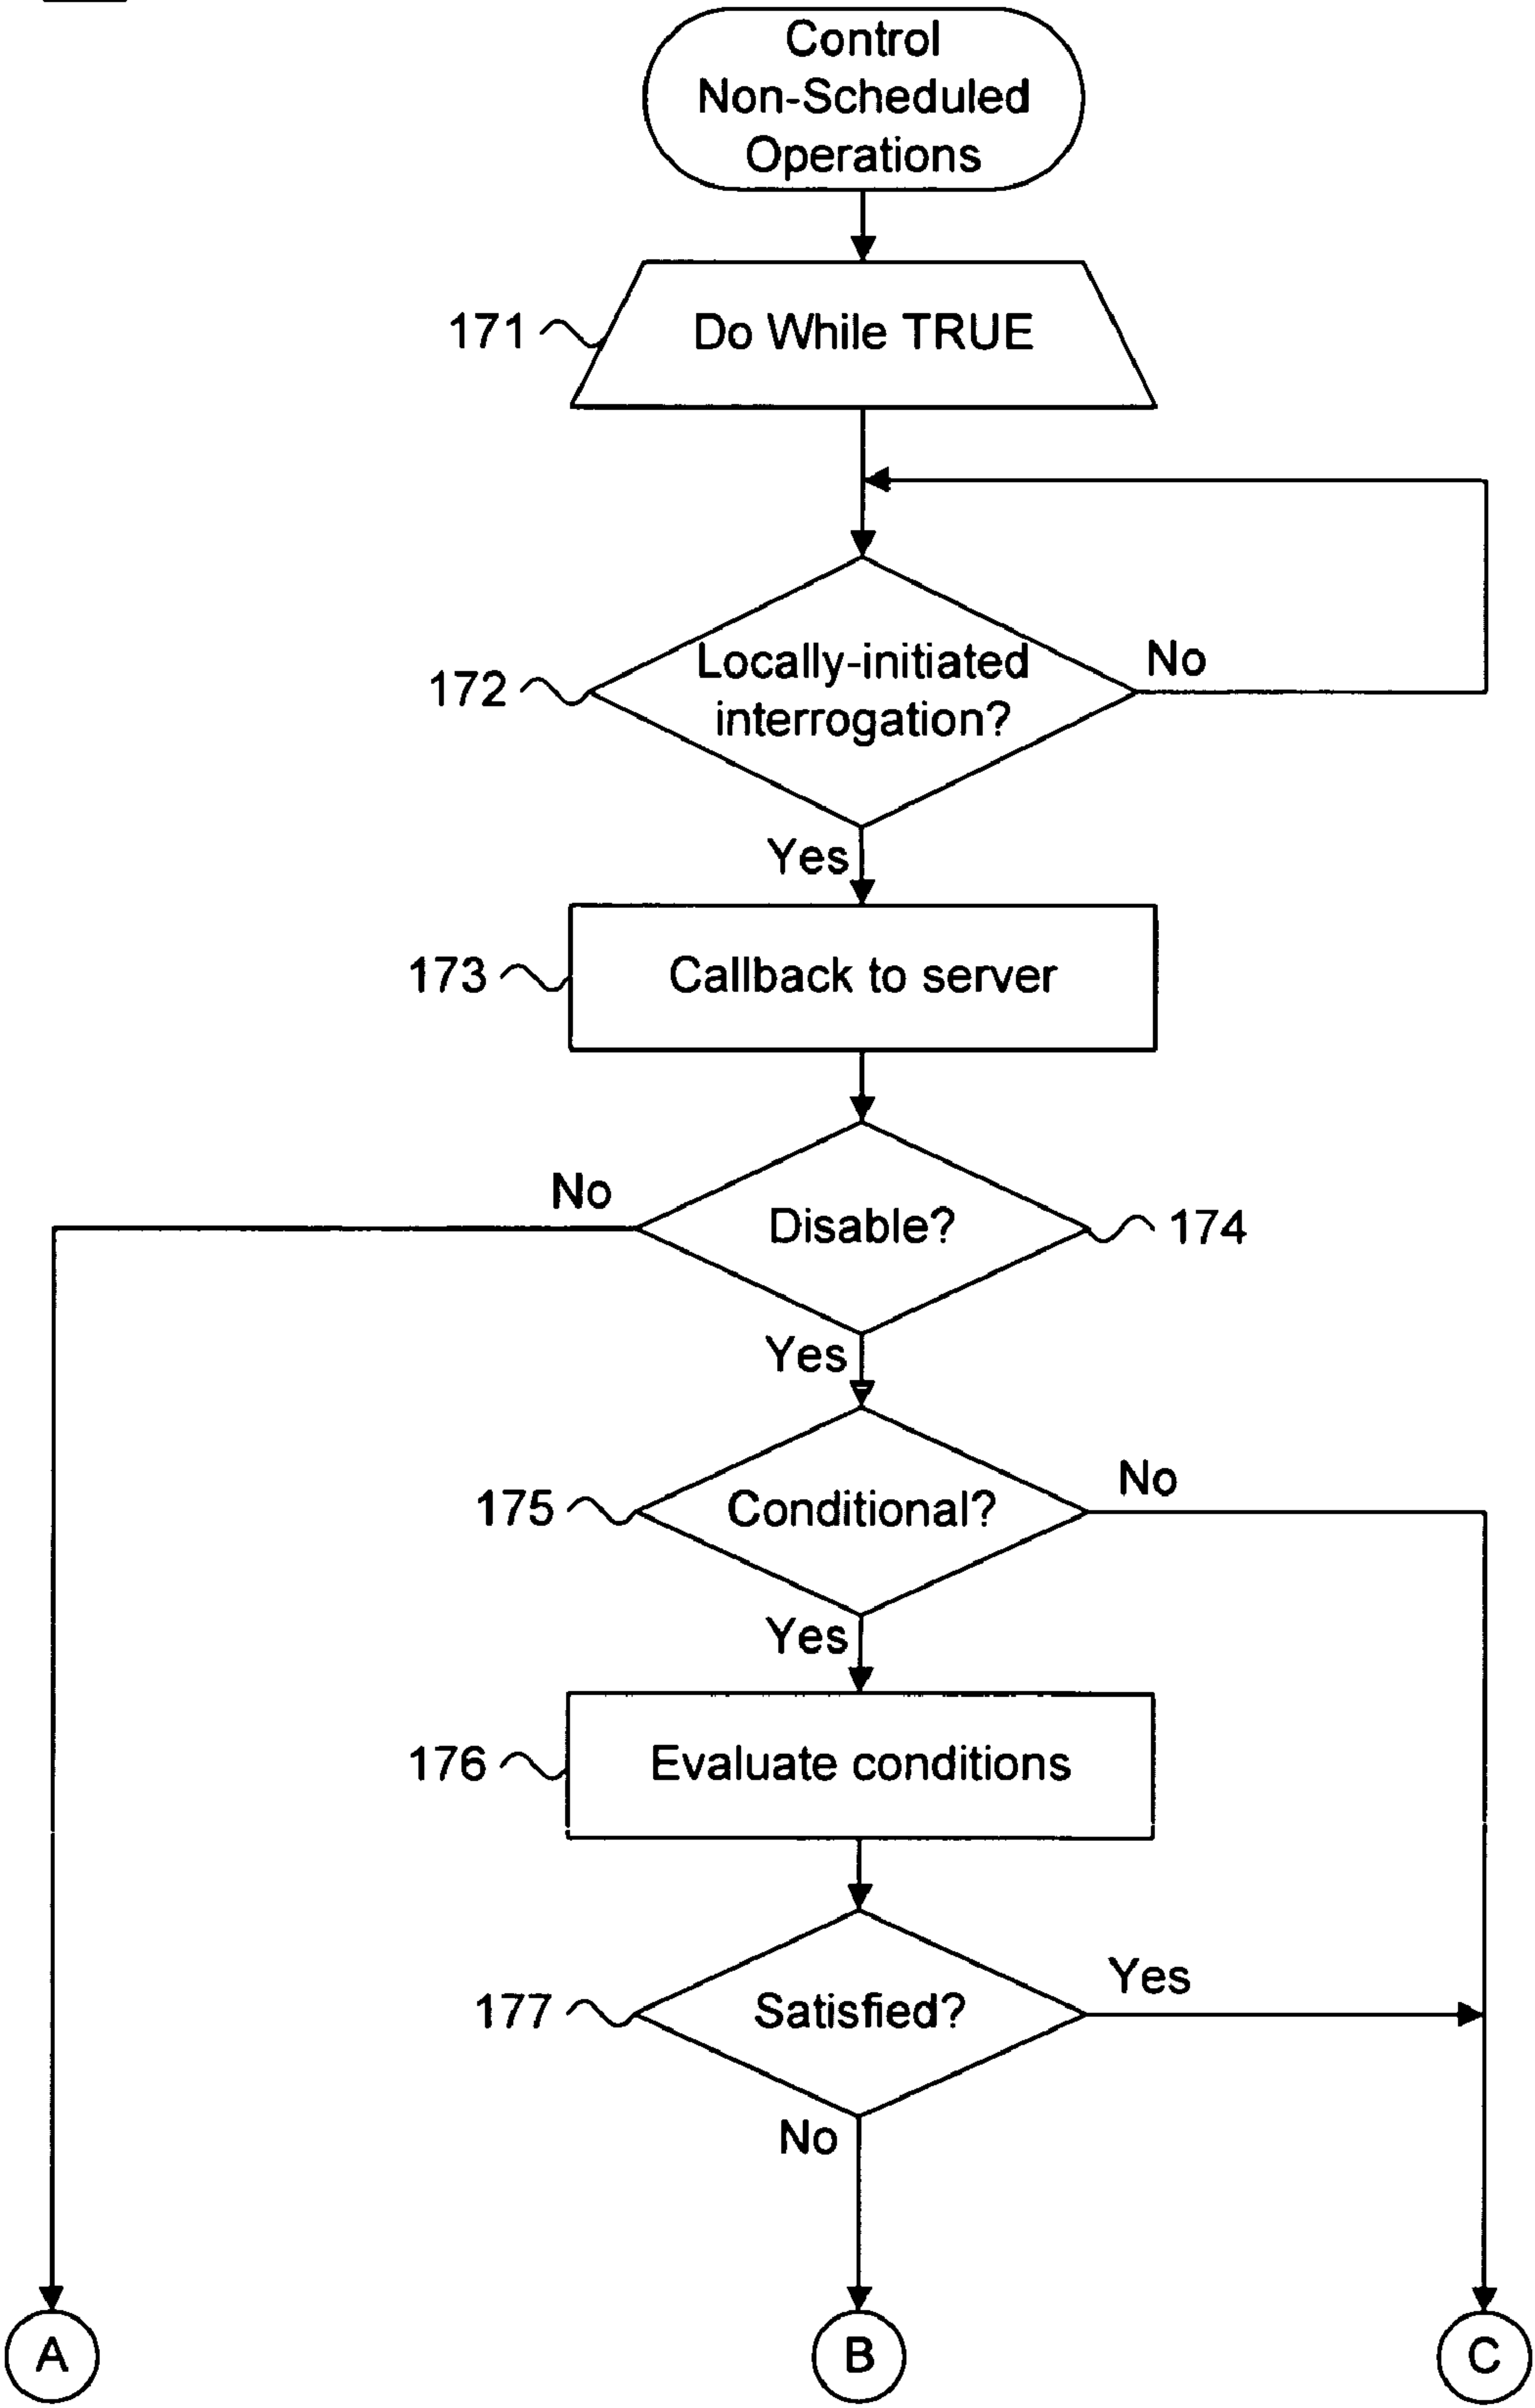 Control
Non-Scheduled
Operations
171
Do While TRUE
172
Locally-initiated
interrogation?
No
Yes
173
Callback to server
No
Disable?
174
Yes
175
Conditional?
No
Yes
176
Evaluate conditions
177
Satisfied?
Yes
No
A
B
C